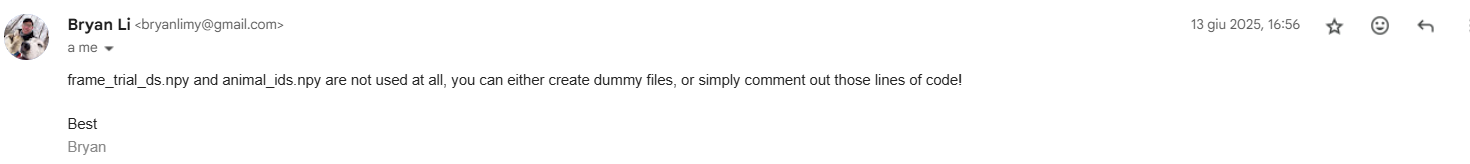 Bryan Li <bryanlimy@gmail.com>
13 giu 2025, 16:56
a me
frame_trial_ds.npy and animal_ids.npy are not used at all, you can either create dummy files, or simply comment out those lines of code!
Best
Bryan